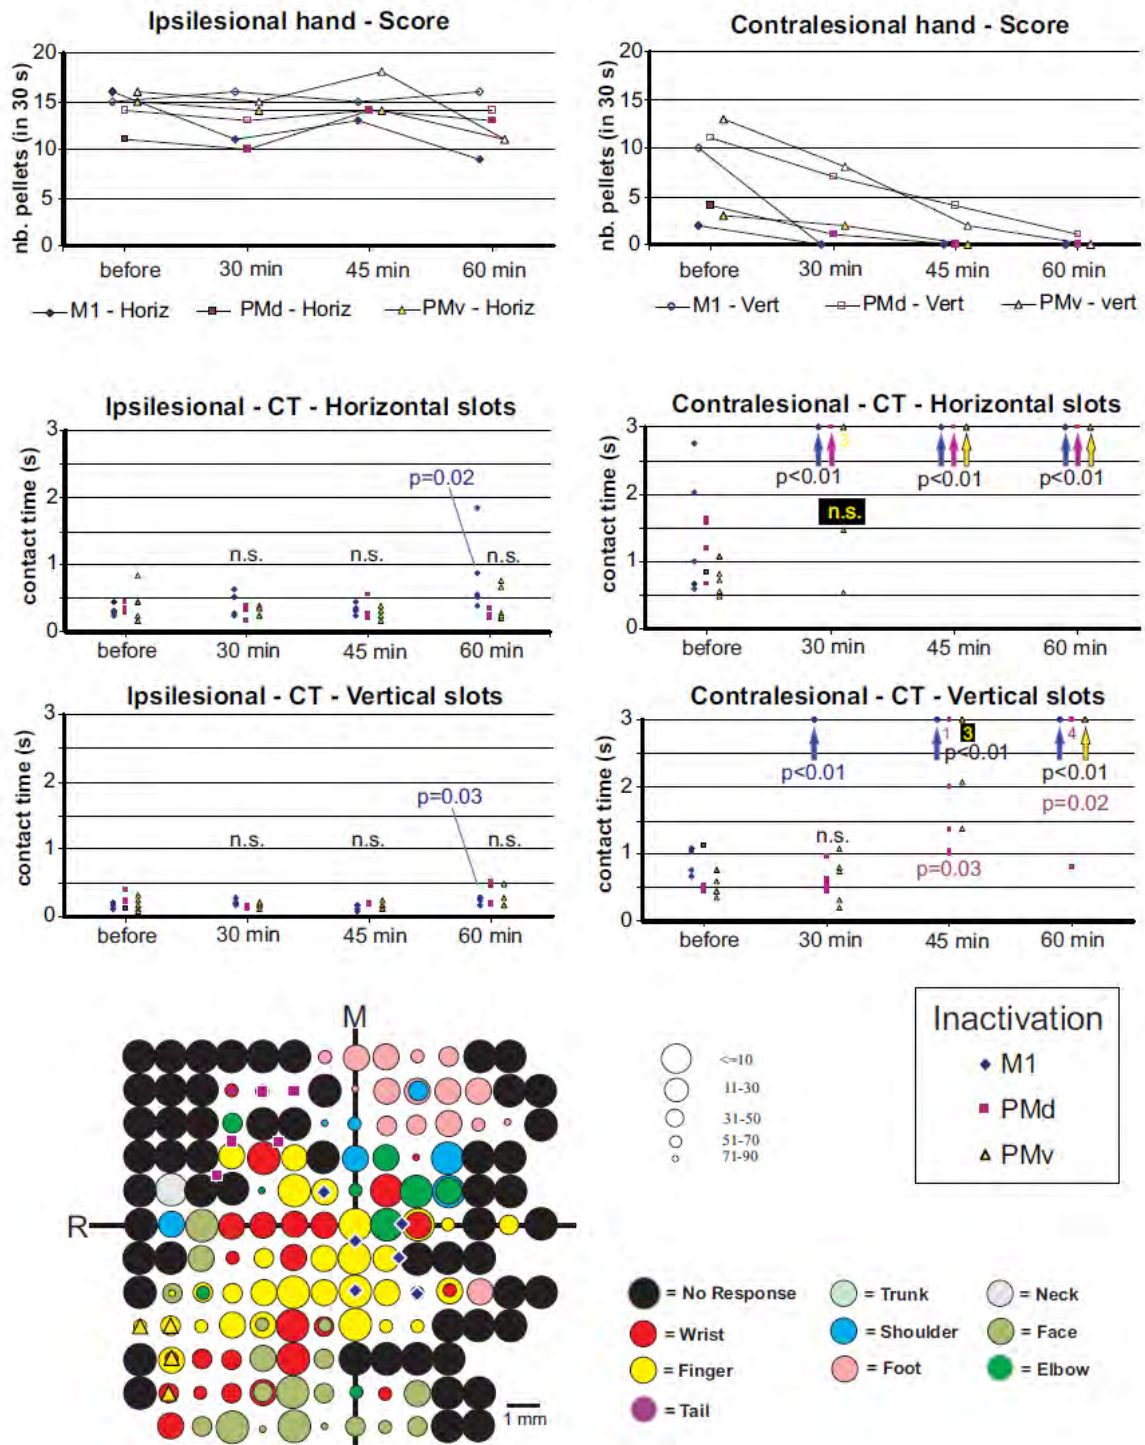 Ipsilesional hand - Score
nb. pellets (in 30 s)
20
15
10
5
0
before 30 min 45 min 60 min
M1 - Horiz PMd - Horiz PMv - Horiz
Contralesional hand - Score
nb. pellets (in 30 s)
20
15
10
5
0
before 30 min 45 min 60 min
M1 - Vert PMd - Vert PMv - vert
Ipsilesional - CT - Horizontal slots
contact time (s)
3
2
1
0
p=0.02
n.s. n.s. n.s.
before 30 min 45 min 60 min
Contralesional - CT - Horizontal slots
contact time (s)
3
2
1
0
3
p<0.01 p<0.01 p<0.01
n.s.
before 30 min 45 min 60 min
Ipsilesional - CT - Vertical slots
contact time (s)
3
2
1
0
p=0.03
n.s. n.s. n.s.
before 30 min 45 min 60 min
Contralesional - CT - Vertical slots
contact time (s)
3
2
1
0
1 3 4
p<0.01
p<0.01 p<0.01
p=0.02
n.s.
p=0.03
before 30 min 45 min 60 min
M
R
1 mm
<=10
11-30
31-50
51-70
71-90
Inactivation
M1
PMd
PMv
= No Response = Trunk = Neck
= Wrist = Shoulder = Face
= Finger = Foot = Elbow
= Tail